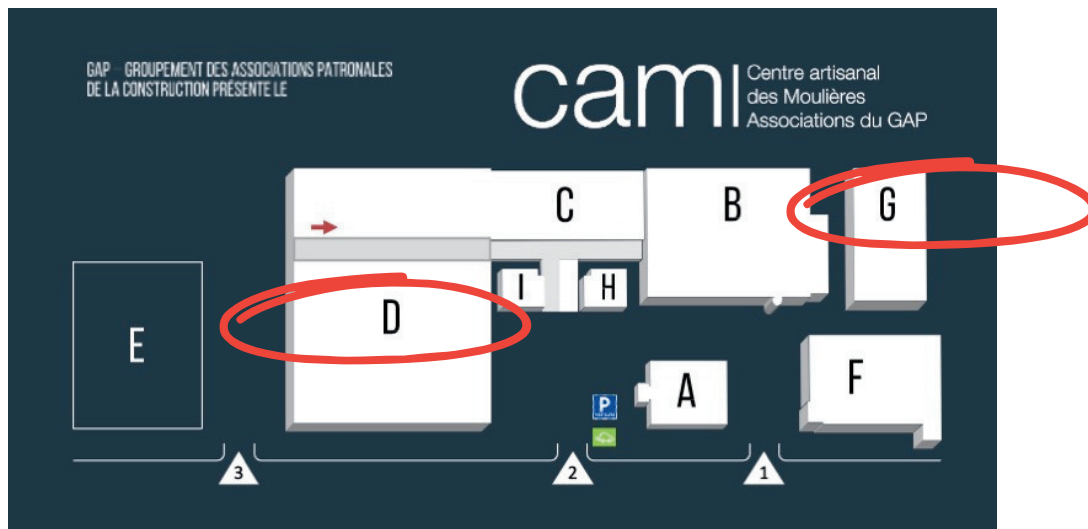 GAP – GROUPEMENT DES ASSOCIATIONS PATRONALES
DE LA CONSTRUCTION PRÉSENTE LE
cam
Centre artisanal
des Moulières
Associations du GAP
C
B
G
I
H
D
E
A
F
P
3
2
1